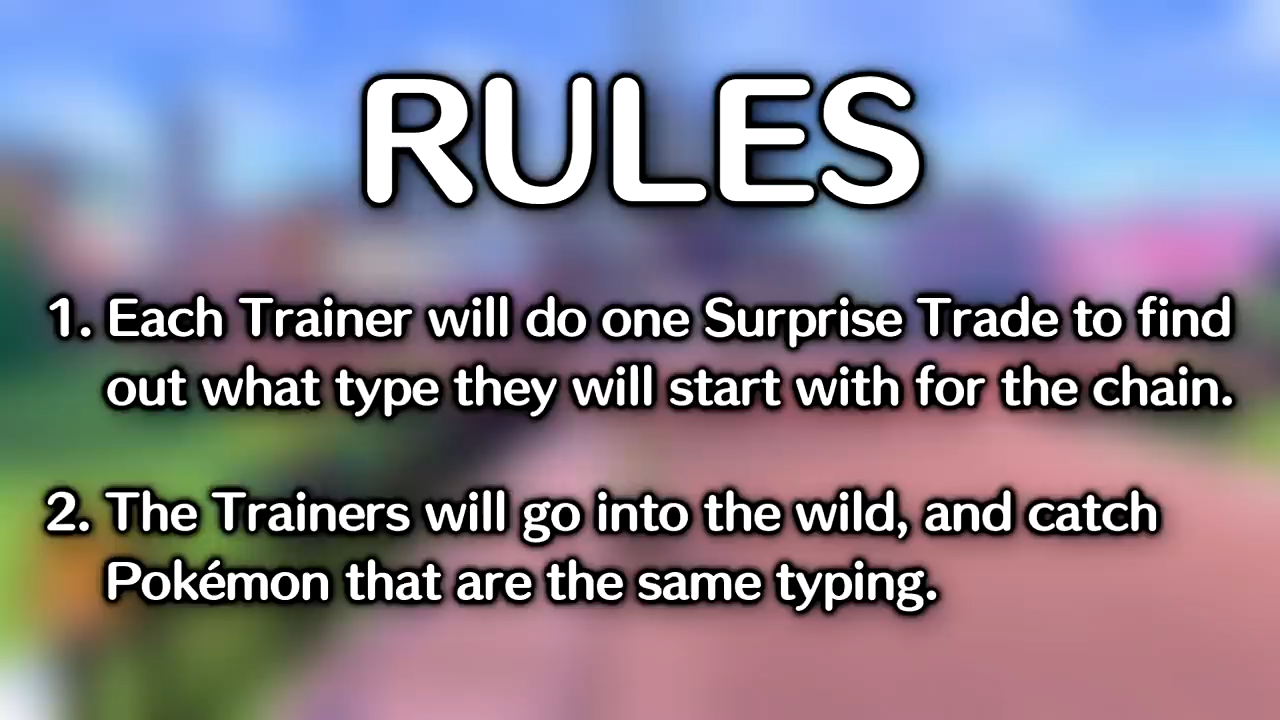 RULES
1. Each Trainer will do one Surprise Trade to find
out what type they will start with for the chain.
2. The Trainers will go into the wild, and catch
Pokémon that are the same typing.